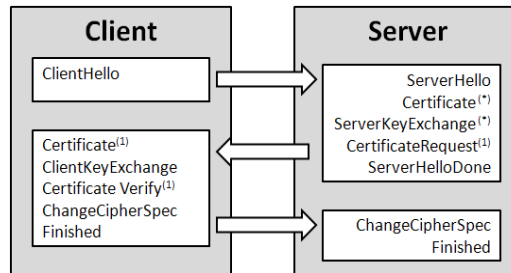 Client
Server
ClientHello
ServerHello
Certificate(*)
ServerKeyExchange(*)
CertificateRequest(1)
ServerHelloDone
Certificate(1)
ClientKeyExchange
Certificate Verify(1)
ChangeCipherSpec
Finished
ChangeCipherSpec
Finished